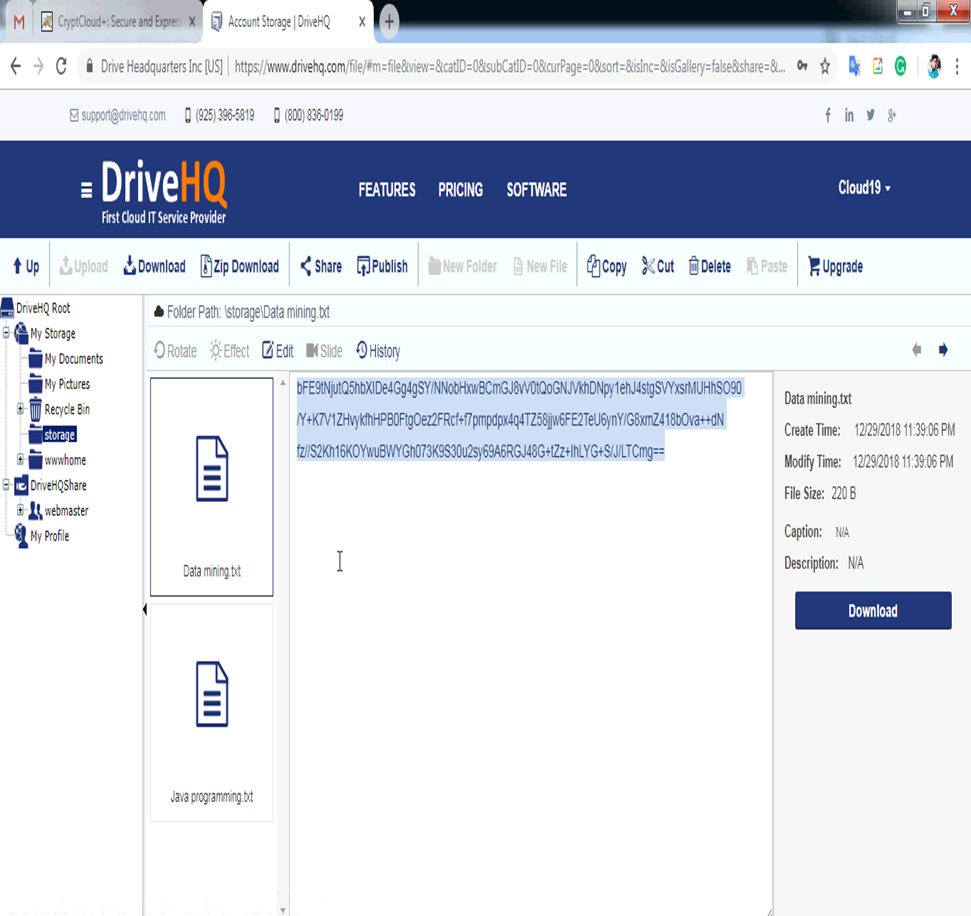 M
CryptCloud+: Secure and Expres
Account Storage | DriveHQ
Drive Headquarters Inc [US]
https://www.drivehq.com/file/#m=file&view=&catID=0&subCatID=0&curPage=0&sort=&isInc=&isGallery=false&share=&...
support@drivehq.com
(925) 396-5819
(800) 836-0199
f in g+
DriveHQ
First Cloud IT Service Provider
FEATURES
PRICING
SOFTWARE
Cloud19
Up
Upload
Download
Zip Download
Share
Publish
New Folder
New File
Copy
Cut
Delete
Paste
Upgrade
DriveHQ Root
My Storage
My Documents
My Pictures
Recycle Bin
storage
wwwhome
DriveHQShare
webmaster
My Profile
Folder Path: \storage\Data mining.txt
Rotate
Effect
Edit
Slide
History
Data mining.txt
Java programming.txt
bFE9tNjutQ5hbXIDe4Gg4gSY/NNobHxwBCmGJ8vV0tQoGNJVkhDNpy1ehJ4stgSVYxsrMUHhSO90
/Y+K7V1ZHvykfhHPB0FtgOez2FRcf+f7pmpdpx4q4TZ58jjw6FE2TeU6ynY/G8xmZ418bOva++dN
fz//S2Kh16KOYwuBWYGh073K9S30u2sy69A6RGJ48G+tZz+IhLYG+S/J/LTCmg==
Data mining.txt
Create Time: 12/29/2018 11:39:06 PM
Modify Time: 12/29/2018 11:39:06 PM
File Size: 220 B
Caption: N/A
Description: N/A
Download